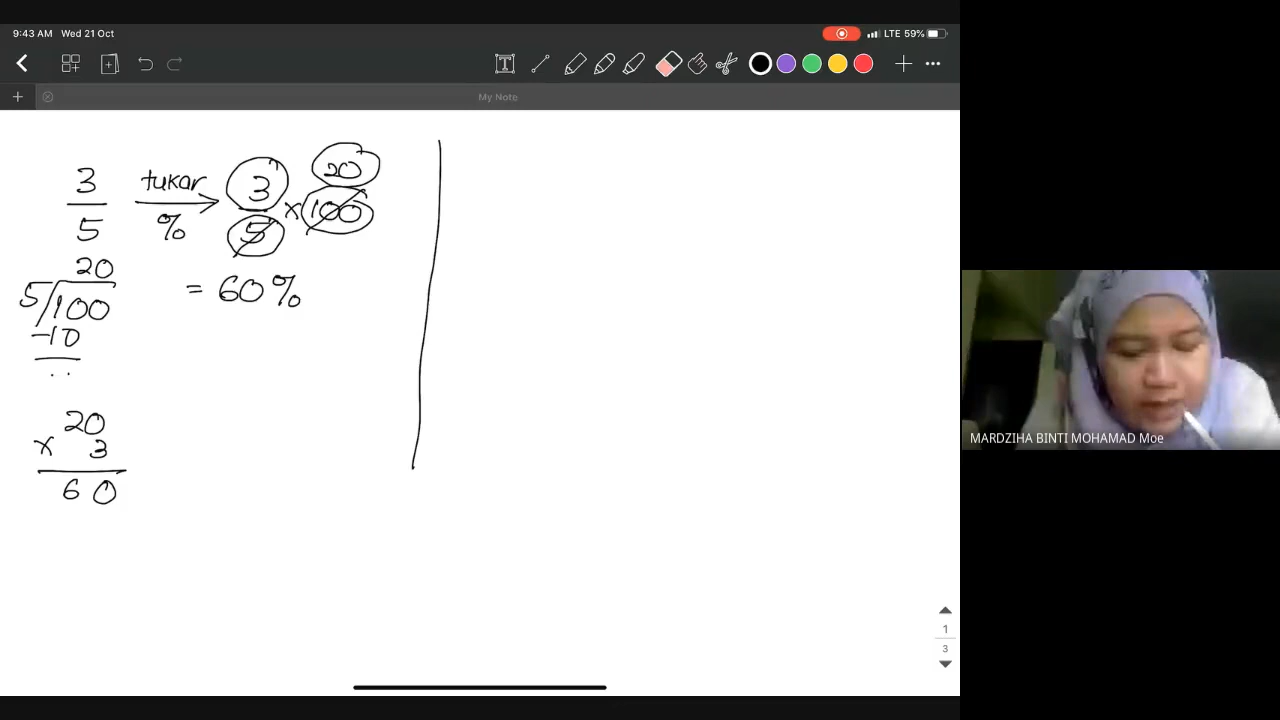 9:43 AM Wed 21 Oct
LTE 59%
T
My Note
3 tukar 3 20
5 % 5 x 100
20
5/100 = 60%
-10
..
20
x 3
60
1
3
MARDZIHA BINTI MOHAMAD Moe